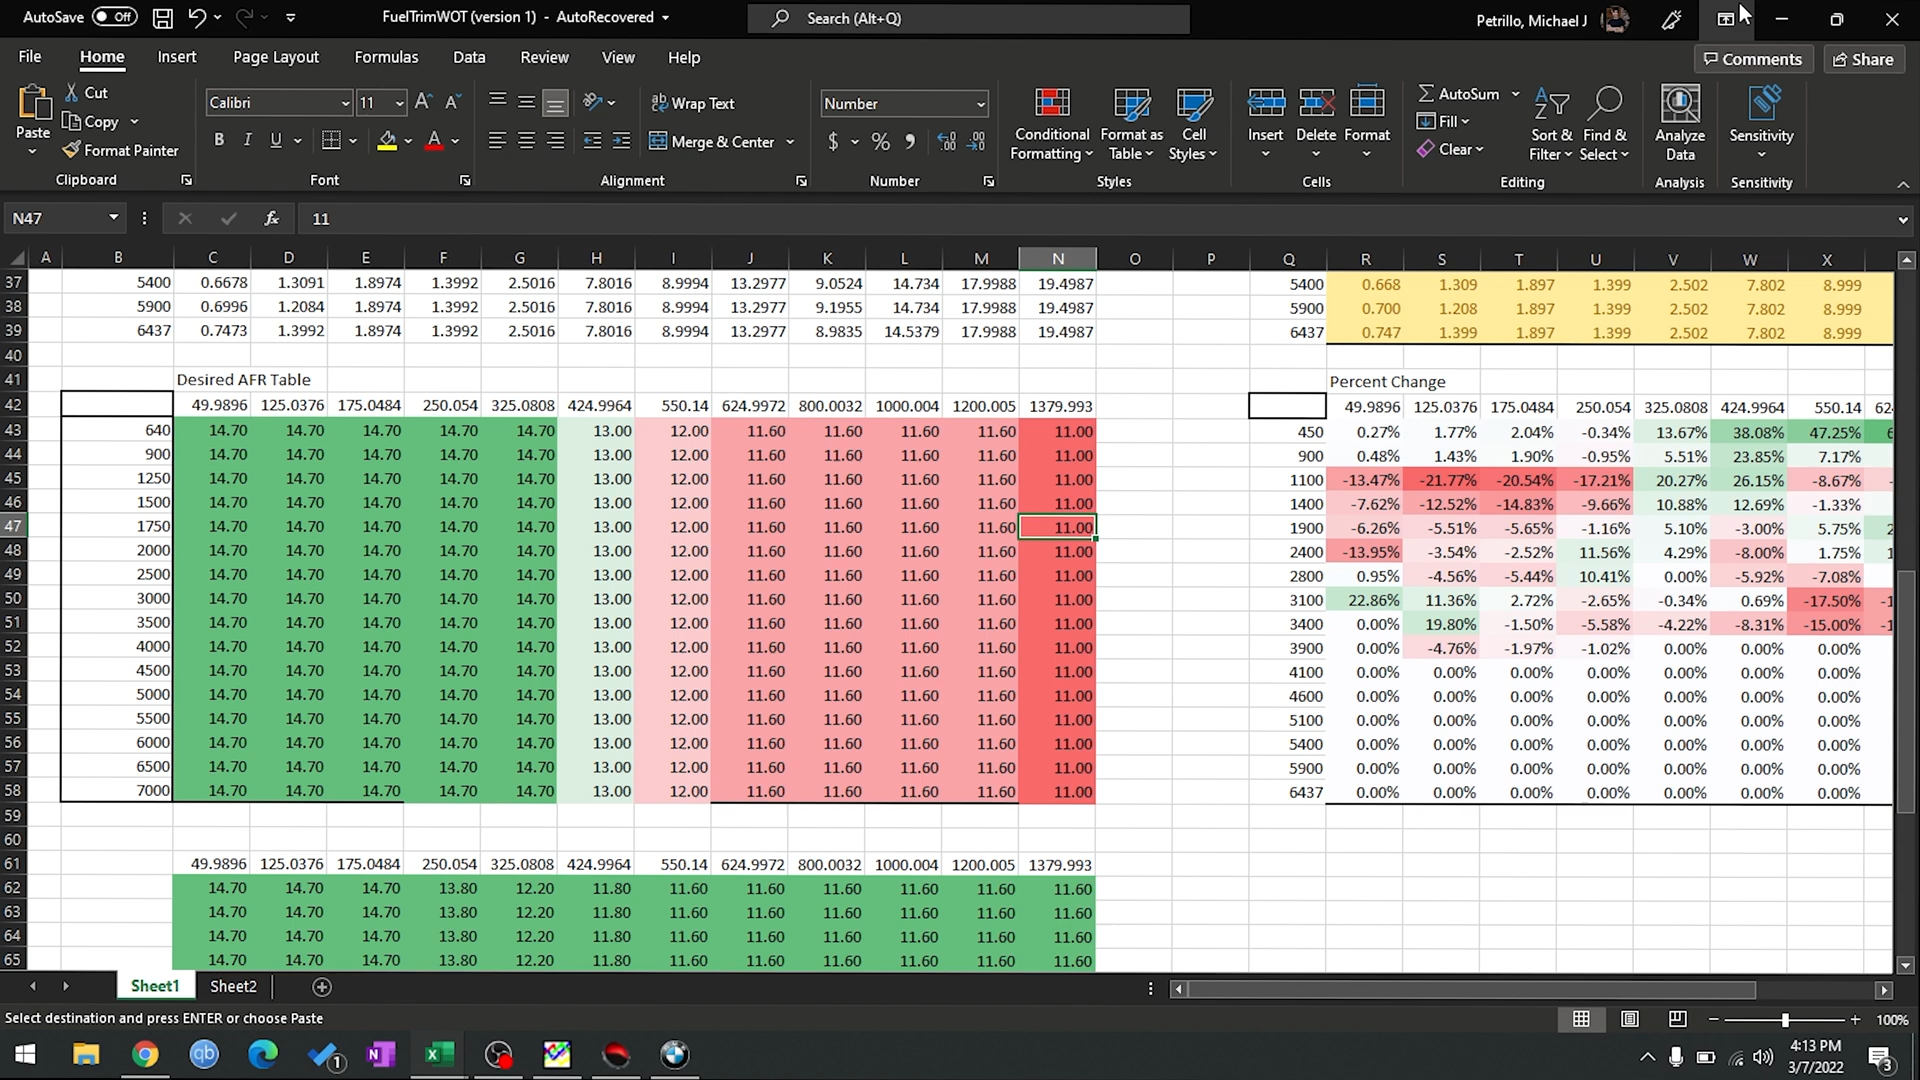 AutoSave Off FuelTrimWOT (version 1) - AutoRecovered Search (Alt+Q) Petrillo, Michael J
File Home Insert Page Layout Formulas Data Review View Help Comments Share
Cut Calibri 11 Wrap Text Number AutoSum
Copy Fill
Paste Format Painter B I U Merge & Center $ % Conditional Formatting Format as Table Cell Styles Insert Delete Format Clear Sort & Filter Find & Select Analyze Data Sensitivity
Clipboard Font Alignment Number Styles Cells Editing Analysis Sensitivity
N47 fx 11
A B C D E F G H I J K L M N O P Q R S T U V W X
37 5400 0.6678 1.3091 1.8974 1.3992 2.5016 7.8016 8.9994 13.2977 9.0524 14.734 17.9988 19.4987 5400 0.668 1.309 1.897 1.399 2.502 7.802 8.999
38 5900 0.6996 1.2084 1.8974 1.3992 2.5016 7.8016 8.9994 13.2977 9.1955 14.734 17.9988 19.4987 5900 0.700 1.208 1.897 1.399 2.502 7.802 8.999
39 6437 0.7473 1.3992 1.8974 1.3992 2.5016 7.8016 8.9994 13.2977 8.9835 14.5379 17.9988 19.4987 6437 0.747 1.399 1.897 1.399 2.502 7.802 8.999
40
41 Desired AFR Table Percent Change
42 49.9896 125.0376 175.0484 250.054 325.0808 424.9964 550.14 624.9972 800.0032 1000.004 1200.005 1379.993 49.9896 125.0376 175.0484 250.054 325.0808 424.9964 550.14 62
43 640 14.70 14.70 14.70 14.70 14.70 13.00 12.00 11.60 11.60 11.60 11.60 11.00 450 0.27% 1.77% 2.04% -0.34% 13.67% 38.08% 47.25% 6
44 900 14.70 14.70 14.70 14.70 14.70 13.00 12.00 11.60 11.60 11.60 11.60 11.00 900 0.48% 1.43% 1.90% -0.95% 5.51% 23.85% 7.17%
45 1250 14.70 14.70 14.70 14.70 14.70 13.00 12.00 11.60 11.60 11.60 11.60 11.00 1100 -13.47% -21.77% -20.54% -17.21% 20.27% 26.15% -8.67% -
46 1500 14.70 14.70 14.70 14.70 14.70 13.00 12.00 11.60 11.60 11.60 11.60 11.00 1400 -7.62% -12.52% -14.83% -9.66% 10.88% 12.69% -1.33%
47 1750 14.70 14.70 14.70 14.70 14.70 13.00 12.00 11.60 11.60 11.60 11.60 11.00 1900 -6.26% -5.51% -5.65% -1.16% 5.10% -3.00% 5.75% 2
48 2000 14.70 14.70 14.70 14.70 14.70 13.00 12.00 11.60 11.60 11.60 11.60 11.00 2400 -13.95% -3.54% -2.52% 11.56% 4.29% -8.00% 1.75% 1
49 2500 14.70 14.70 14.70 14.70 14.70 13.00 12.00 11.60 11.60 11.60 11.60 11.00 2800 0.95% -4.56% -5.44% 10.41% 0.00% -5.92% -7.08%
50 3000 14.70 14.70 14.70 14.70 14.70 13.00 12.00 11.60 11.60 11.60 11.60 11.00 3100 22.86% 11.36% 2.72% -2.65% -0.34% 0.69% -17.50% -1
51 3500 14.70 14.70 14.70 14.70 14.70 13.00 12.00 11.60 11.60 11.60 11.60 11.00 3400 0.00% 19.80% -1.50% -5.58% -4.22% -8.31% -15.00% -1
52 4000 14.70 14.70 14.70 14.70 14.70 13.00 12.00 11.60 11.60 11.60 11.60 11.00 3900 0.00% -4.76% -1.97% -1.02% 0.00% 0.00% 0.00%
53 4500 14.70 14.70 14.70 14.70 14.70 13.00 12.00 11.60 11.60 11.60 11.60 11.00 4100 0.00% 0.00% 0.00% 0.00% 0.00% 0.00% 0.00%
54 5000 14.70 14.70 14.70 14.70 14.70 13.00 12.00 11.60 11.60 11.60 11.60 11.00 4600 0.00% 0.00% 0.00% 0.00% 0.00% 0.00% 0.00%
55 5500 14.70 14.70 14.70 14.70 14.70 13.00 12.00 11.60 11.60 11.60 11.60 11.00 5100 0.00% 0.00% 0.00% 0.00% 0.00% 0.00% 0.00%
56 6000 14.70 14.70 14.70 14.70 14.70 13.00 12.00 11.60 11.60 11.60 11.60 11.00 5400 0.00% 0.00% 0.00% 0.00% 0.00% 0.00% 0.00%
57 6500 14.70 14.70 14.70 14.70 14.70 13.00 12.00 11.60 11.60 11.60 11.60 11.00 5900 0.00% 0.00% 0.00% 0.00% 0.00% 0.00% 0.00%
58 7000 14.70 14.70 14.70 14.70 14.70 13.00 12.00 11.60 11.60 11.60 11.60 11.00 6437 0.00% 0.00% 0.00% 0.00% 0.00% 0.00% 0.00%
59
60
61 49.9896 125.0376 175.0484 250.054 325.0808 424.9964 550.14 624.9972 800.0032 1000.004 1200.005 1379.993
62 14.70 14.70 14.70 13.80 12.20 11.80 11.60 11.60 11.60 11.60 11.60 11.60
63 14.70 14.70 14.70 13.80 12.20 11.80 11.60 11.60 11.60 11.60 11.60 11.60
64 14.70 14.70 14.70 13.80 12.20 11.80 11.60 11.60 11.60 11.60 11.60 11.60
65 14.70 14.70 14.70 13.80 12.20 11.80 11.60 11.60 11.60 11.60 11.60 11.60
Sheet1 Sheet2
Select destination and press ENTER or choose Paste 100%
4:13 PM
3/7/2022